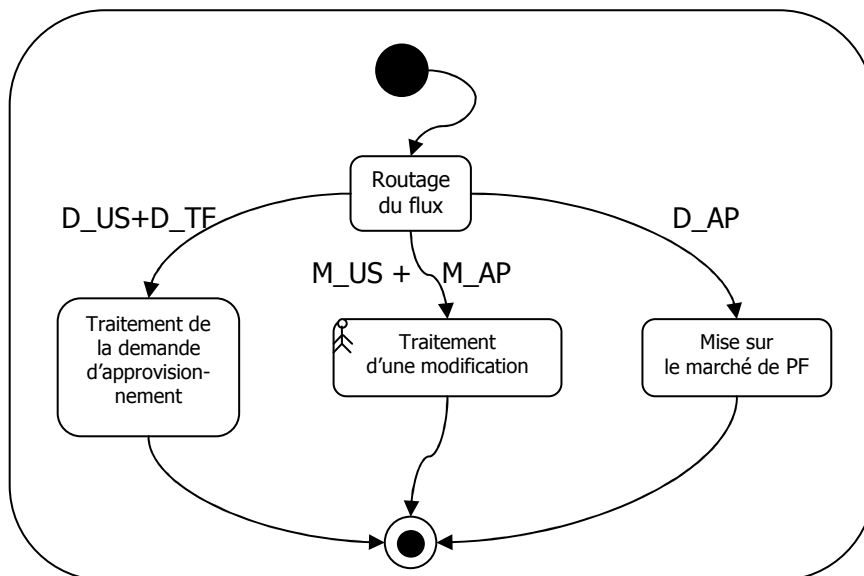 Routage
du flux
D_US+D_TF
D_AP
M_US + M_AP
Traitement de
la demande
d’approvision-
nement
Traitement
d’une modification
Mise sur
le marché de PF